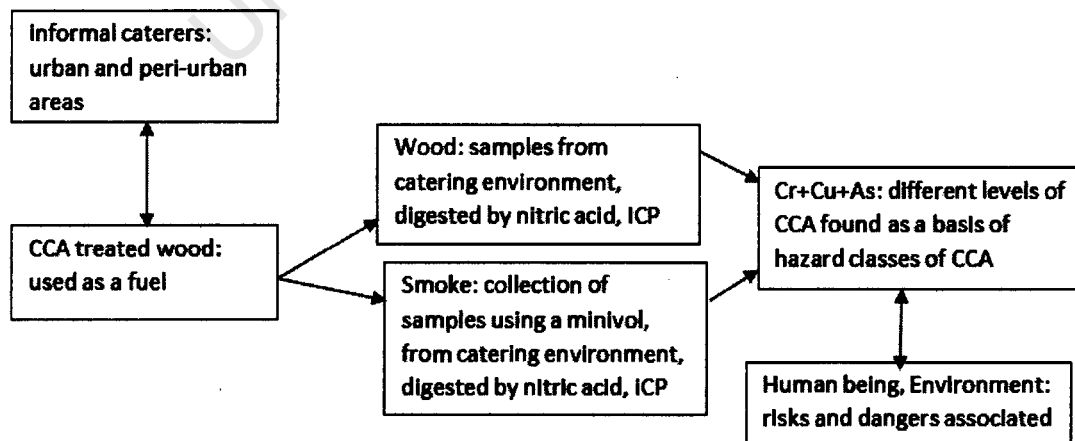 Informal caterers:
urban and peri-urban
areas
CCA treated wood:
used as a fuel
Wood: samples from
catering environment,
digested by nitric acid, ICP
Smoke: collection of
samples using a minivol,
from catering environment,
digested by nitric acid, ICP
Cr+Cu+As: different levels of
CCA found as a basis of
hazard classes of CCA
Human being, Environment:
risks and dangers associated